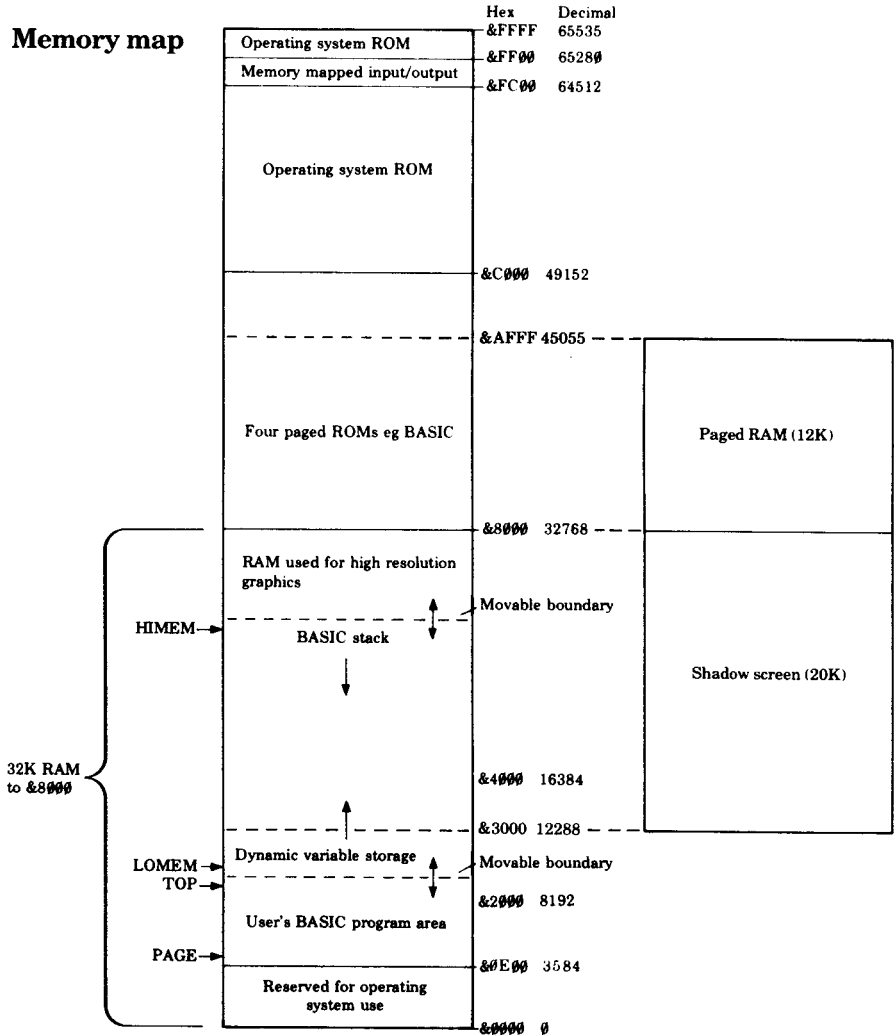 Memory map
Hex Decimal
&FFFF 65535
Operating system ROM
&FF00 65280
Memory mapped input/output
&FC00 64512
Operating system ROM
&C000 49152
&AFFF 45055
Four paged ROMs eg BASIC
Paged RAM (12K)
&8000 32768
RAM used for high resolution
graphics
Movable boundary
HIMEM
BASIC stack
Shadow screen (20K)
32K RAM
to &8000
&4000 16384
&3000 12288
Dynamic variable storage
Movable boundary
LOMEM
TOP
&2000 8192
User's BASIC program area
PAGE
&0E00 3584
Reserved for operating
system use
&0000 0